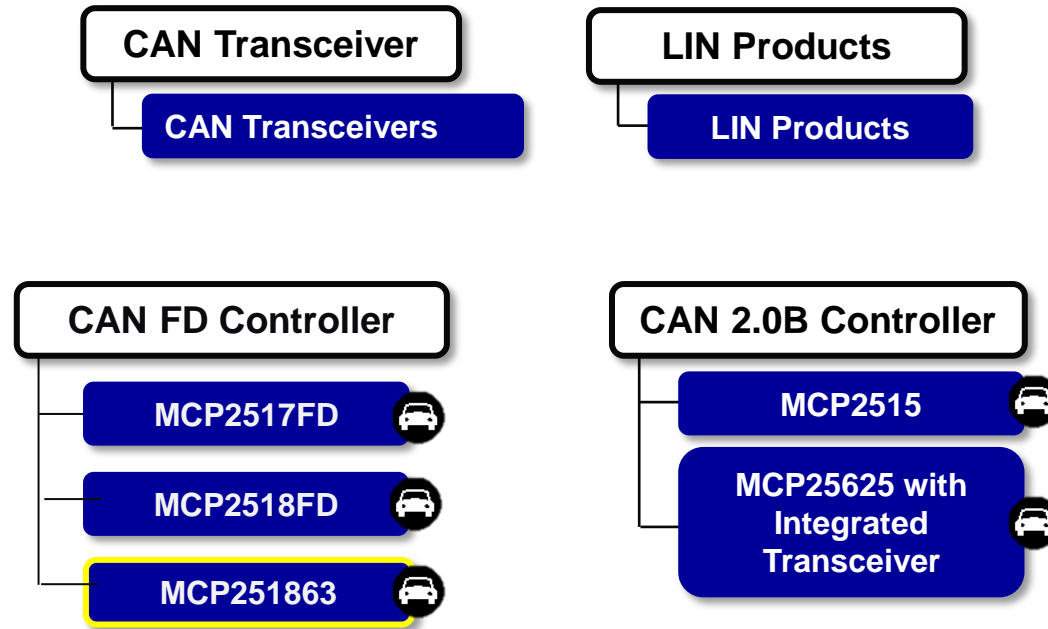 CAN Transceiver
CAN Transceivers
LIN Products
LIN Products
CAN FD Controller
MCP2517FD
MCP2518FD
MCP251863
CAN 2.0B Controller
MCP2515
MCP25625 with
Integrated
Transceiver